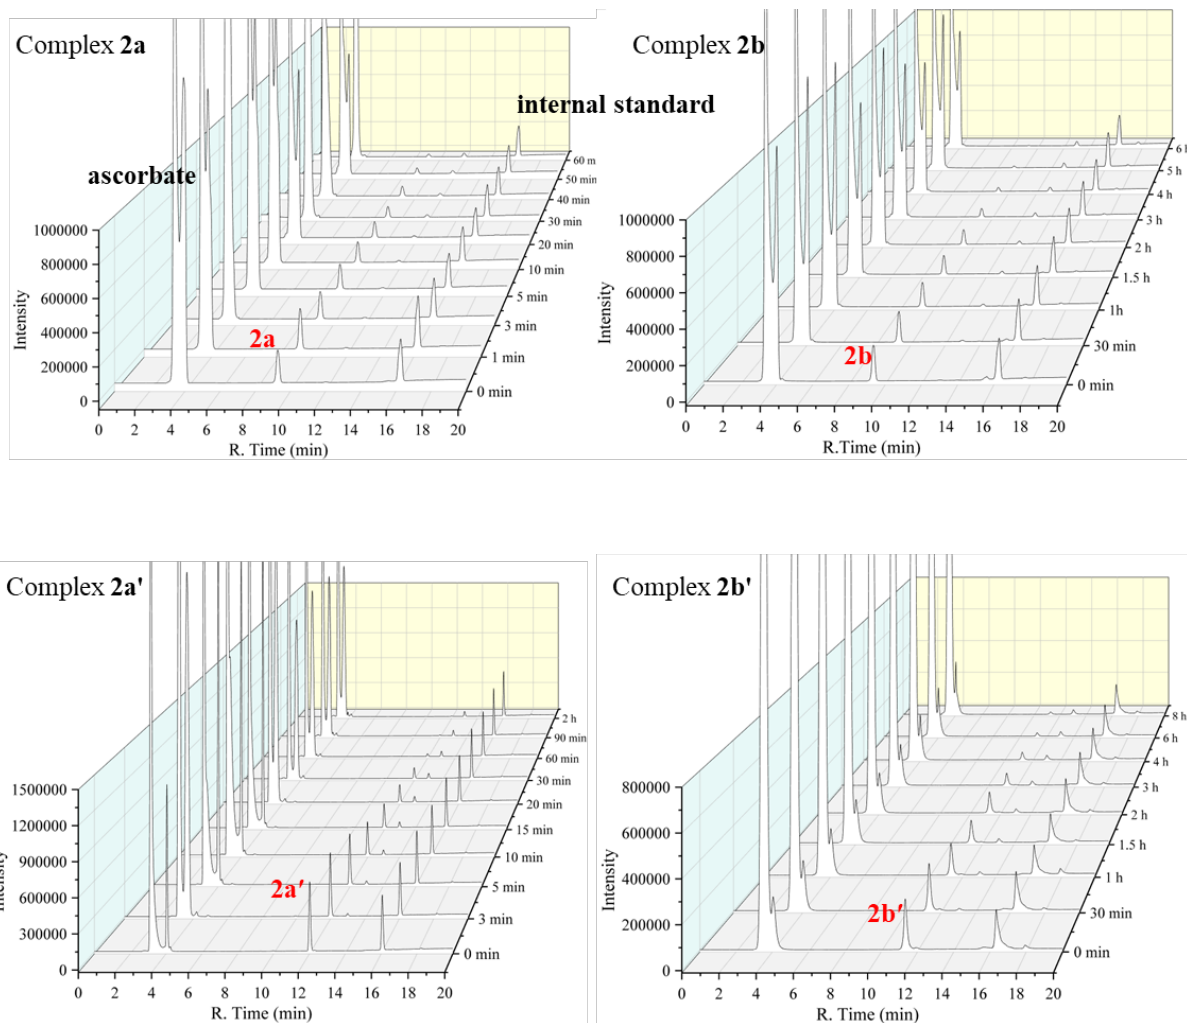 Complex 2a
internal standard
ascorbate
1000000
800000
600000
400000
200000
0
Intensity
2a
0 2 4 6 8 10 12 14 16 18 20
R. Time (min)
0 min
1 min
3 min
5 min
10 min
20 min
30 min
40 min
50 min
60 m
Complex 2b
1000000
800000
600000
400000
200000
0
Intensity
2b
0 2 4 6 8 10 12 14 16 18 20
R.Time (min)
0 min
30 min
1h
1.5 h
2 h
3 h
4 h
5 h
6 h
Complex 2a'
1500000
1200000
900000
600000
300000
0
Intensity
2a′
0 2 4 6 8 10 12 14 16 18 20
R. Time (min)
0 min
3 min
5 min
10 min
15 min
20 min
30 min
60 min
90 min
2 h
Complex 2b'
800000
600000
400000
200000
0
Intensity
2b′
0 2 4 6 8 10 12 14 16 18 20
R. Time (min)
0 min
30 min
1 h
1.5 h
2 h
3 h
4 h
6 h
8 h